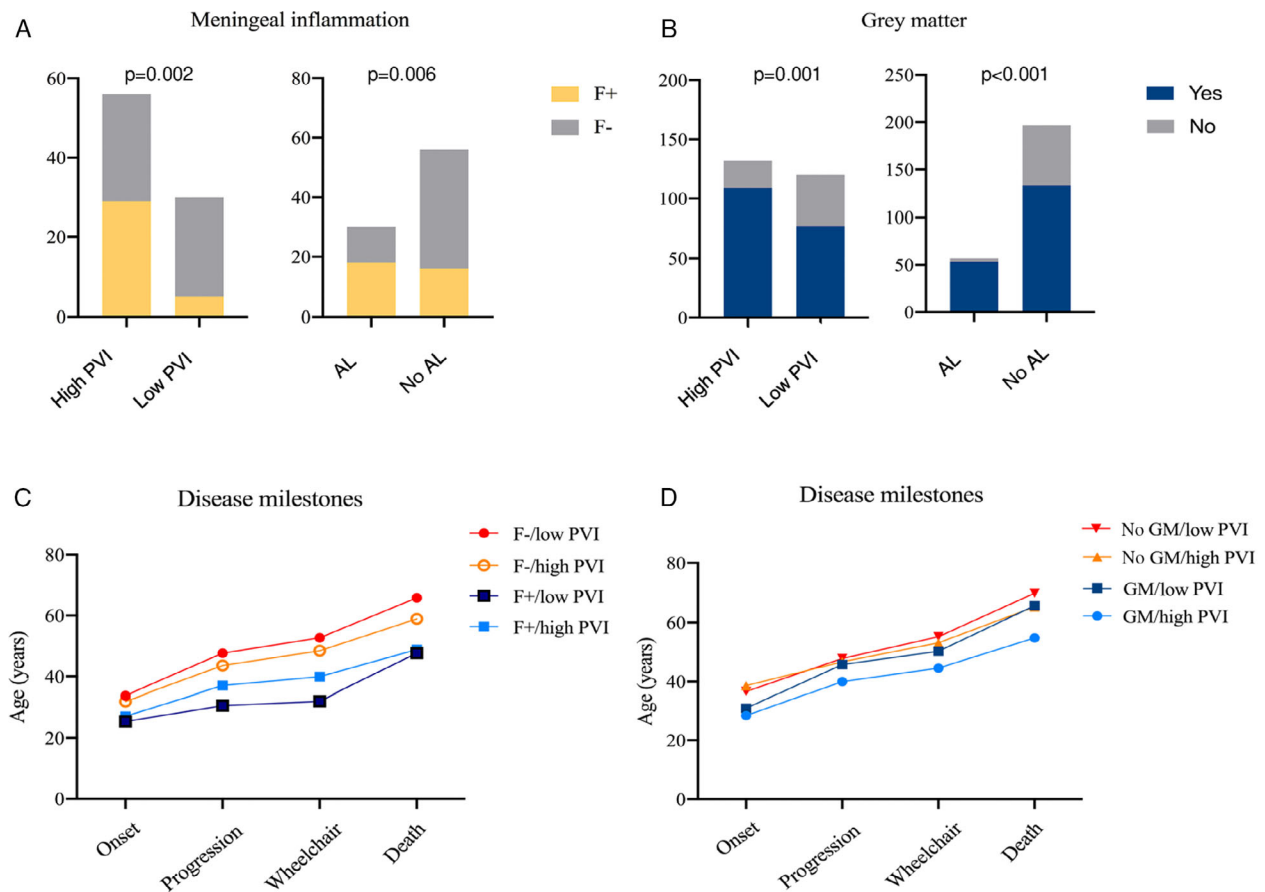 A
Meningeal inflammation
p=0.002
60
40
20
0
High PVI
Low PVI
p=0.006
80
60
40
20
0
AL
No AL
F+
F-
B
Grey matter
p=0.001
200
150
100
50
0
High PVI
Low PVI
p<0.001
250
200
150
100
50
0
AL
No AL
Yes
No
C
Disease milestones
Age (years)
80
60
40
20
0
Onset
Progression
Wheelchair
Death
F-/low PVI
F-/high PVI
F+/low PVI
F+/high PVI
D
Disease milestones
Age (years)
80
60
40
20
0
Onset
Progression
Wheelchair
Death
No GM/low PVI
No GM/high PVI
GM/low PVI
GM/high PVI